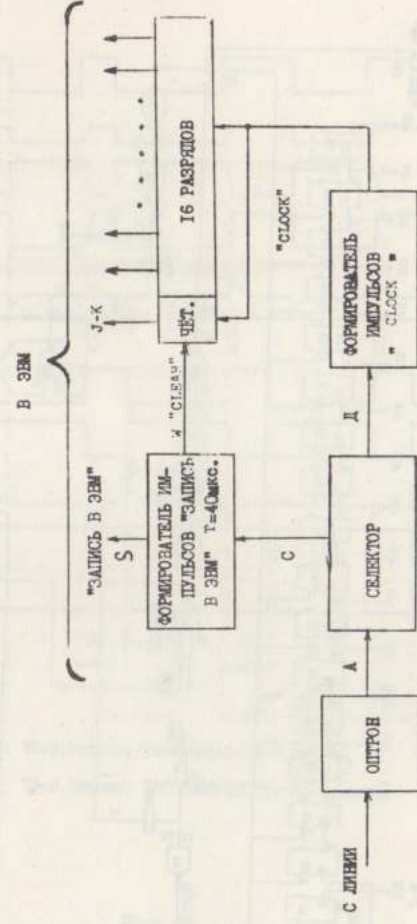 В ЭВМ
"ЗАПИСЬ В ЭВМ"
S
J-K
ФОРМИРОВАТЕЛЬ ИМ-
ПУЛЬСОВ "ЗАПИСЬ
В ЭВМ" T=40мкс.
W "CLEAR"
ЧЁТ.
16 РАЗРЯДОВ
"CLOCK"
C
С ЛИНИИ
ОПТРОН
А
СЕЛЕКТОР
Д
ФОРМИРОВАТЕЛЬ
ИМПУЛЬСОВ
" CLOCK "